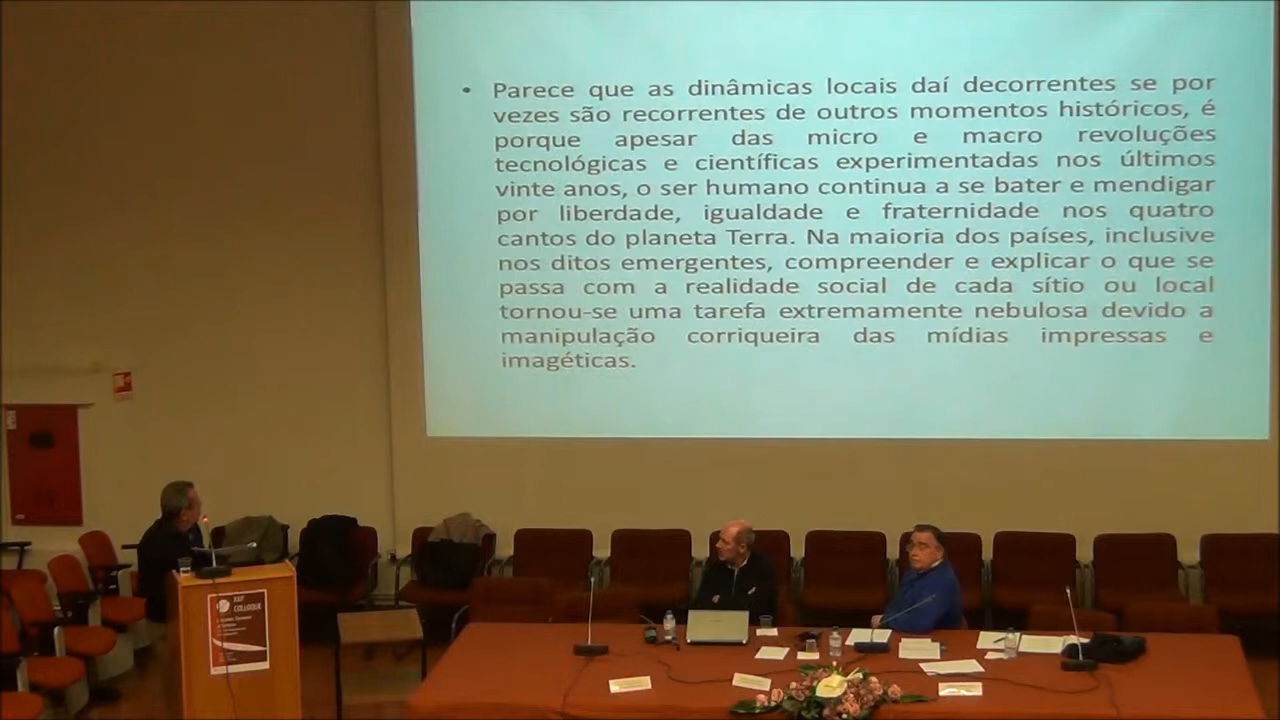 • Parece que as dinâmicas locais daí decorrentes se por
vezes são recorrentes de outros momentos históricos, é
porque apesar das micro e macro revoluções
tecnológicas e científicas experimentadas nos últimos
vinte anos, o ser humano continua a se bater e mendigar
por liberdade, igualdade e fraternidade nos quatro
cantos do planeta Terra. Na maioria dos países, inclusive
nos ditos emergentes, compreender e explicar o que se
passa com a realidade social de cada sítio ou local
tornou-se uma tarefa extremamente nebulosa devido a
manipulação corriqueira das mídias impressas e
imagéticas.
COLLOQUE